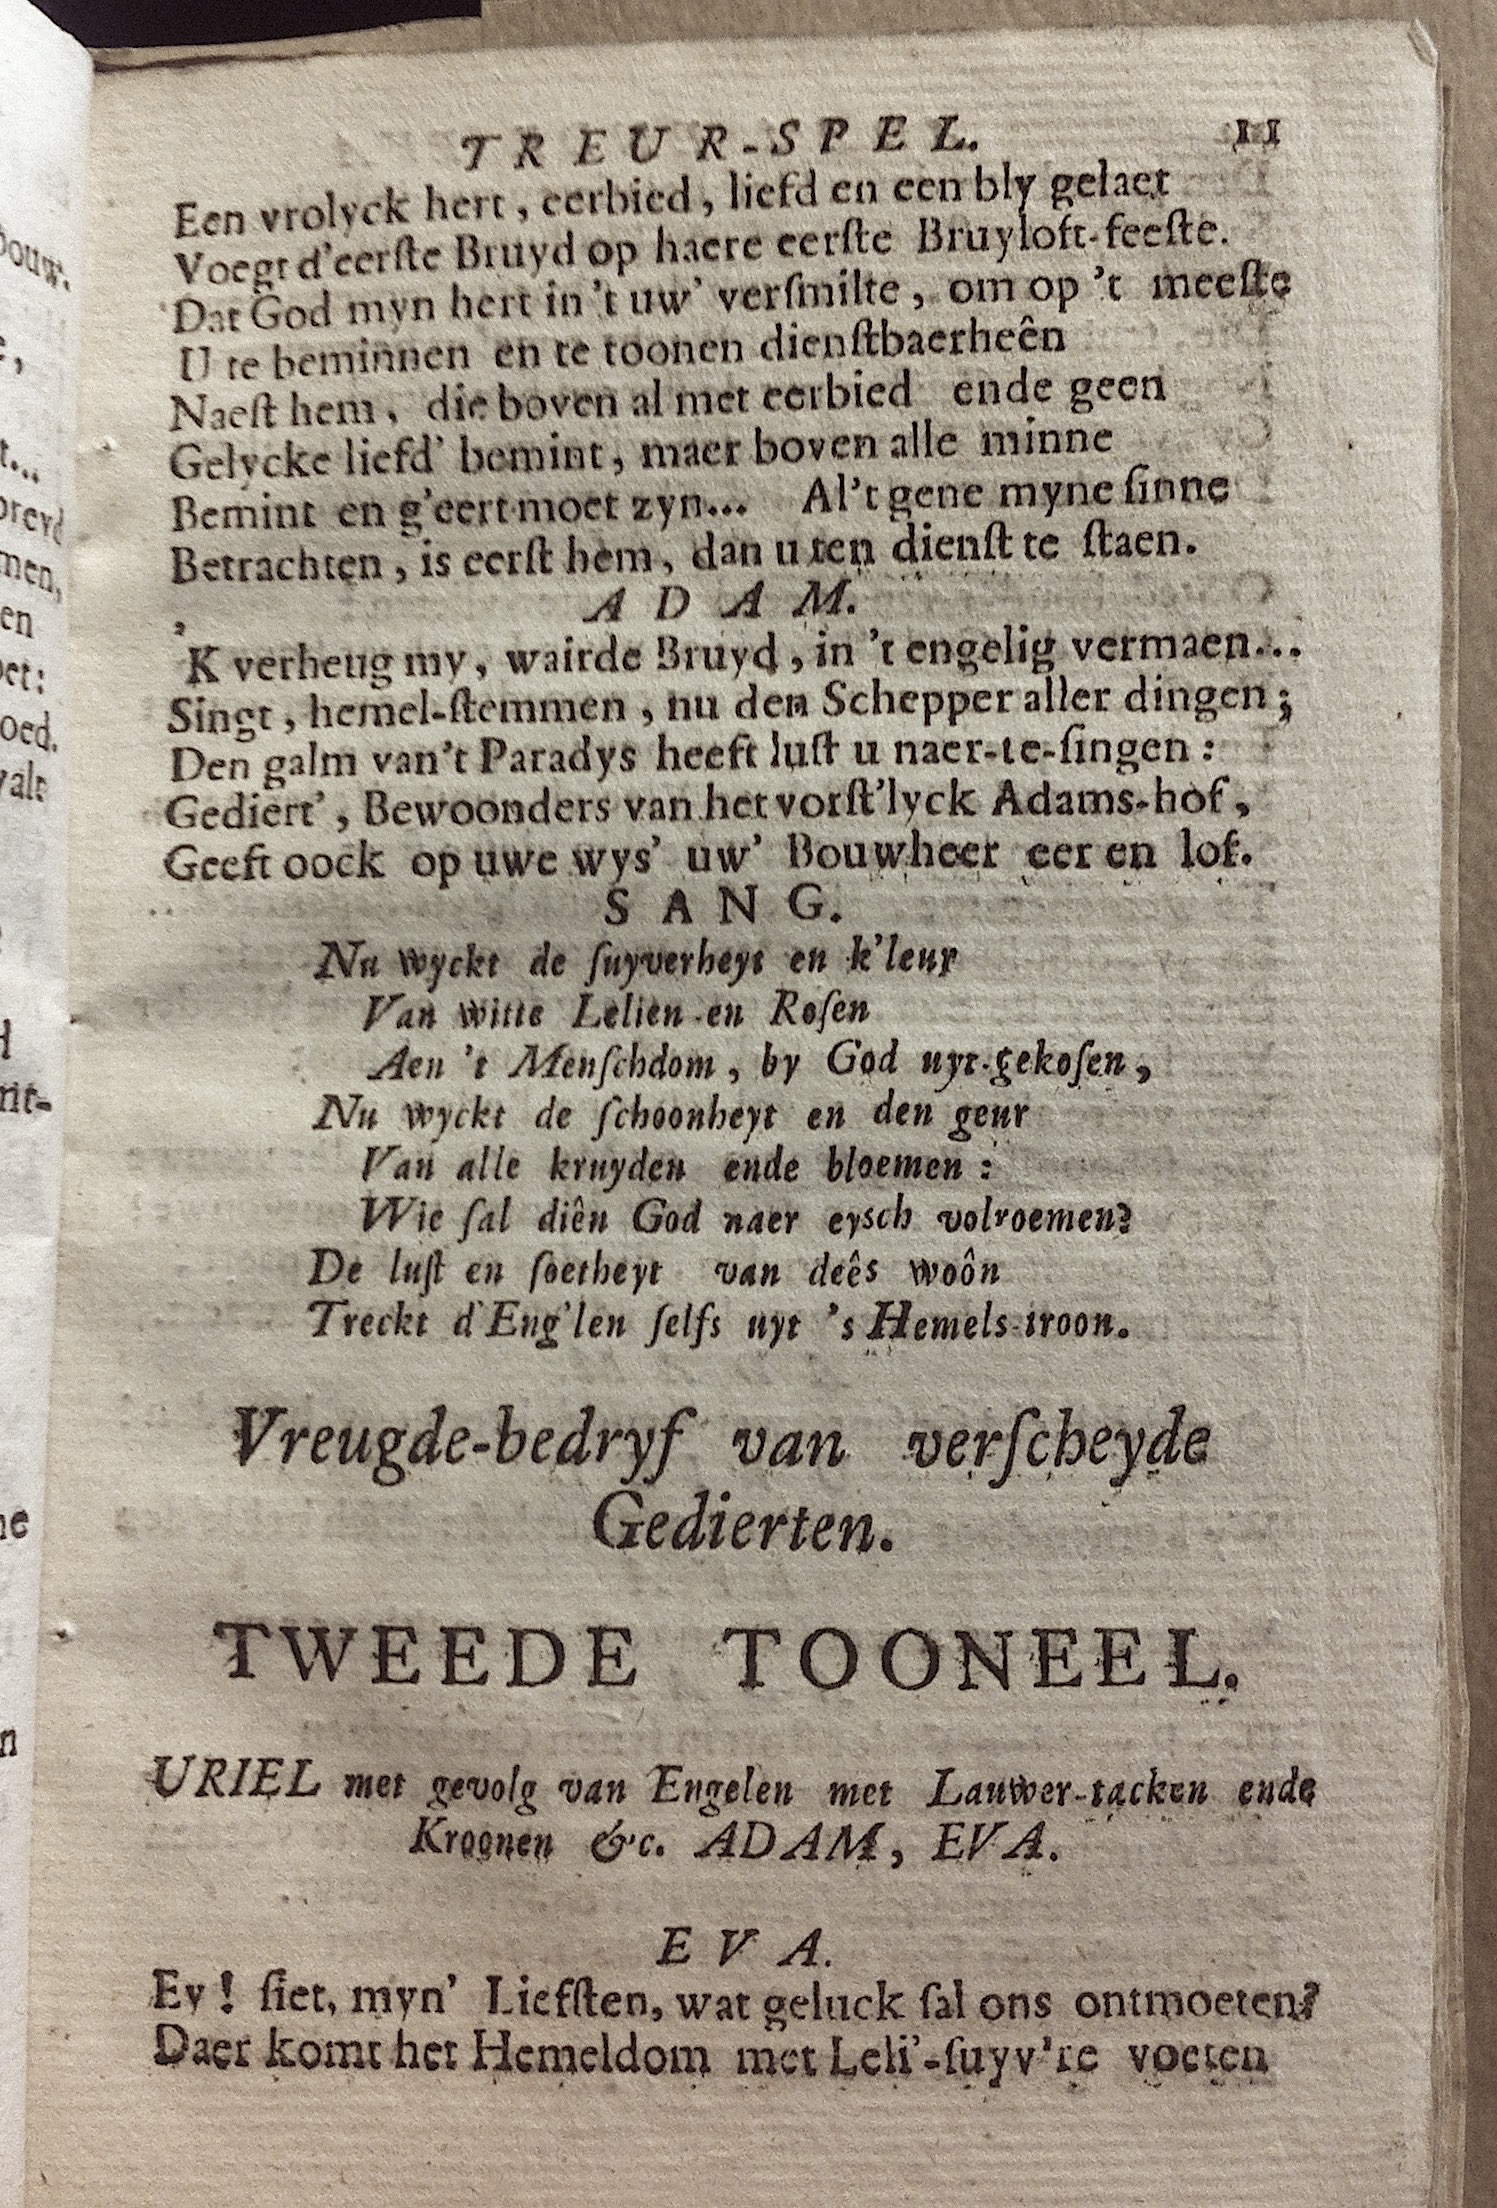 TREUR-SPEL. 11
Een vrolyck hert, eerbied, liefd en een bly gelaet
Voegt d'eerſte Bruyd op haere eerſte Bruyloft-feeſte.
Dat God myn hert in 't uw' verſmilte, om op 't meeſte
U te beminnen en te toonen dienſtbaerheên
Naeſt hem, die boven al met eerbied ende geen
Gelycke liefd' bemint, maer boven alle minne
Bemint en g'eert moet zyn... Al't gene myne ſinne
Betrachten, is eerſt hem, dan u ten dienſt te ſtaen.
ADAM.
'K verheug my, wairde Bruyd, in 't engelig vermaen...
Singt, hemel-ſtemmen, nu den Schepper aller dingen;
Den galm van't Paradys heeft luſt u naer-te-ſingen:
Gediert', Bewoonders van het vorſt'lyck Adams-hof,
Geeft oock op uwe wys' uw' Bouwheer eer en lof.
SANG.
Nu wyckt de ſuyverheyt en k'leur
Van witte Lelien en Roſen
Aen 't Menſchdom, by God uyt-gekoſen,
Nu wyckt de ſchoonheyt en den geur
Van alle kruyden ende bloemen:
Wie ſal diên God naer eysch volroemen?
De luſt en ſoetheyt van deês woôn
Treckt d'Eng'len ſelfs uyt 's Hemels-troon.
Vreugde-bedryf van verſcheyde
Gedierten.
TWEEDE TOONEEL.
URIEL met gevolg van Engelen met Lauwer-tacken ende
Kroonen &c. ADAM, EVA.
EVA.
Ey! ſiet, myn' Liefſten, wat geluck ſal ons ontmoeten?
Daer komt het Hemeldom met Leli'-ſuyv're voeten